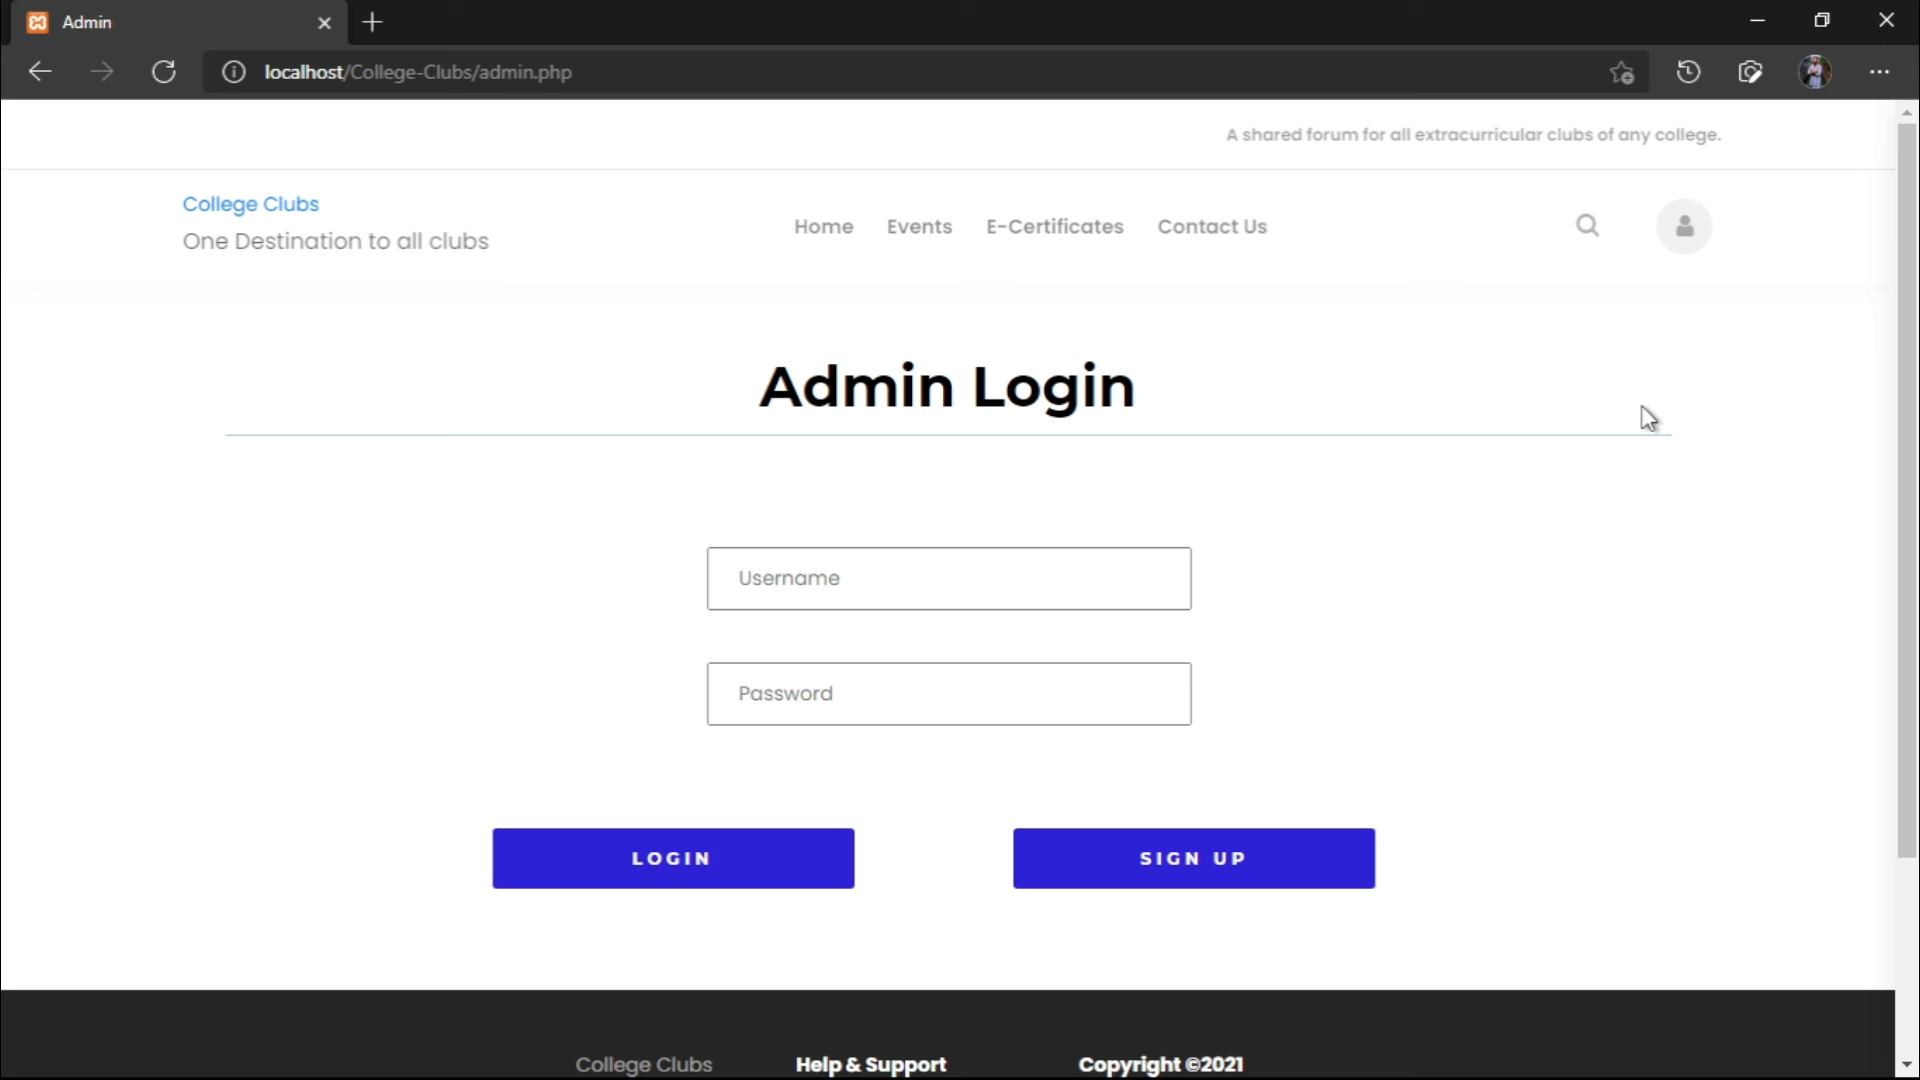 Admin
localhost/College-Clubs/admin.php
A shared forum for all extracurricular clubs of any college.
College Clubs
One Destination to all clubs
Home Events E-Certificates Contact Us
Admin Login
Username
Password
LOGIN SIGN UP
College Clubs Help & Support Copyright ©2021